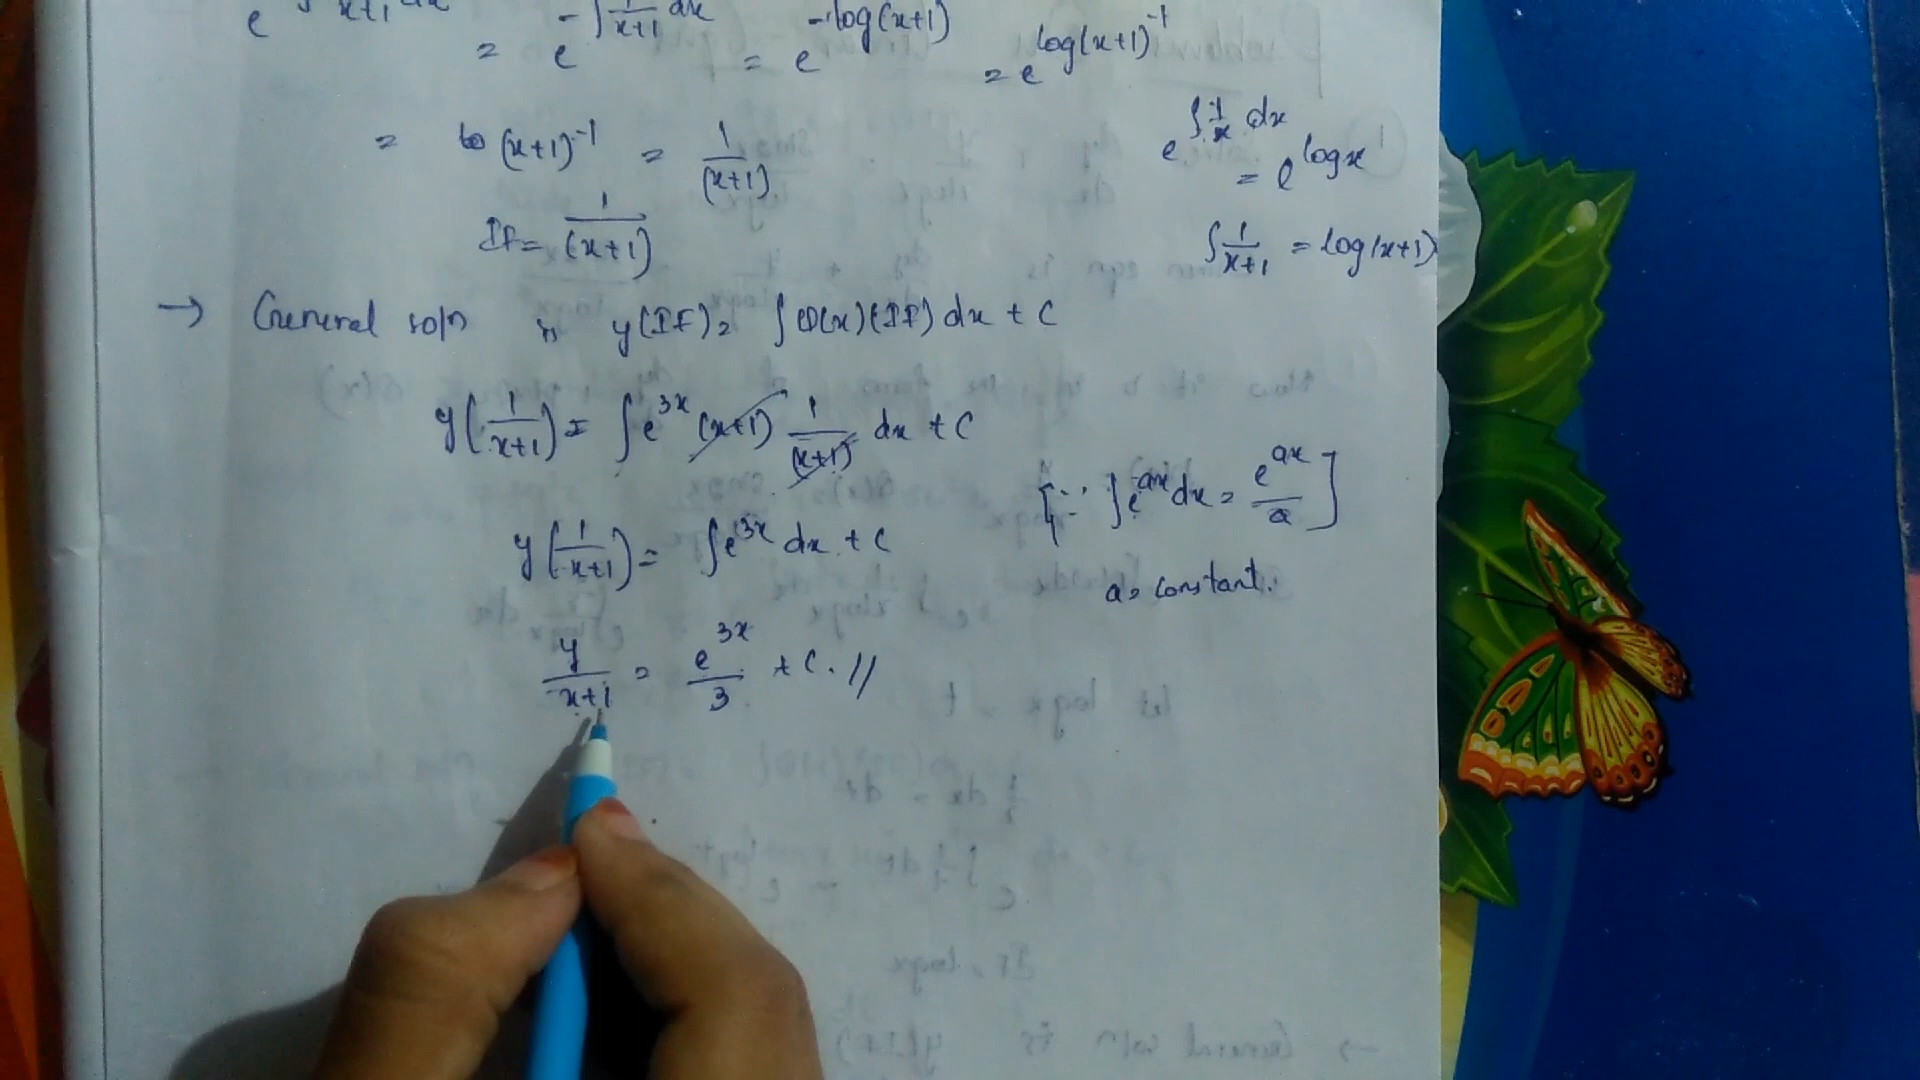 e^∫ x+1 dx
= e^-∫1/(x+1) dx = e^-log(x+1) = e^log(x+1)^-1
= (x+1)^-1 = 1/(x+1)
e^∫1/x dx
= e^log x
IF = 1/(x+1)
∫1/(x+1) = log(x+1)
→ General soln is y(IF) = ∫Q(x)(IF) dx + C
y(1/(x+1)) = ∫e^3x (x+1) 1/(x+1) dx + C
[∵ ∫e^ax dx = e^ax/a]
y(1/(x+1)) = ∫e^3x dx + C
a = constant.
y/(x+1) = e^3x/3 + C. //